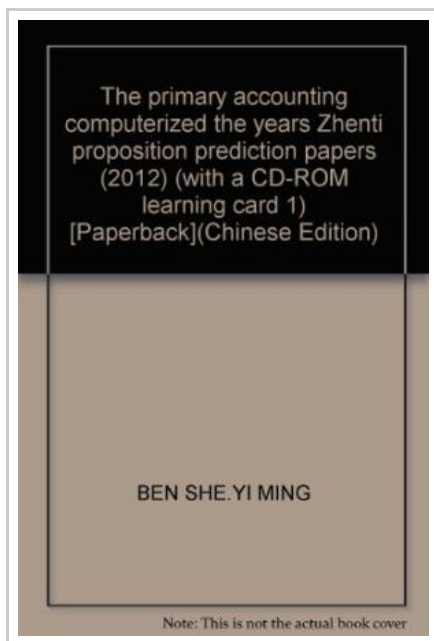 The primary accounting
computerized the years Zhenti
proposition prediction papers
(2012) (with a CD-ROM
learning card 1)
[Paperback](Chinese Edition)
BEN SHE.YI MING
Note: This is not the actual book cover